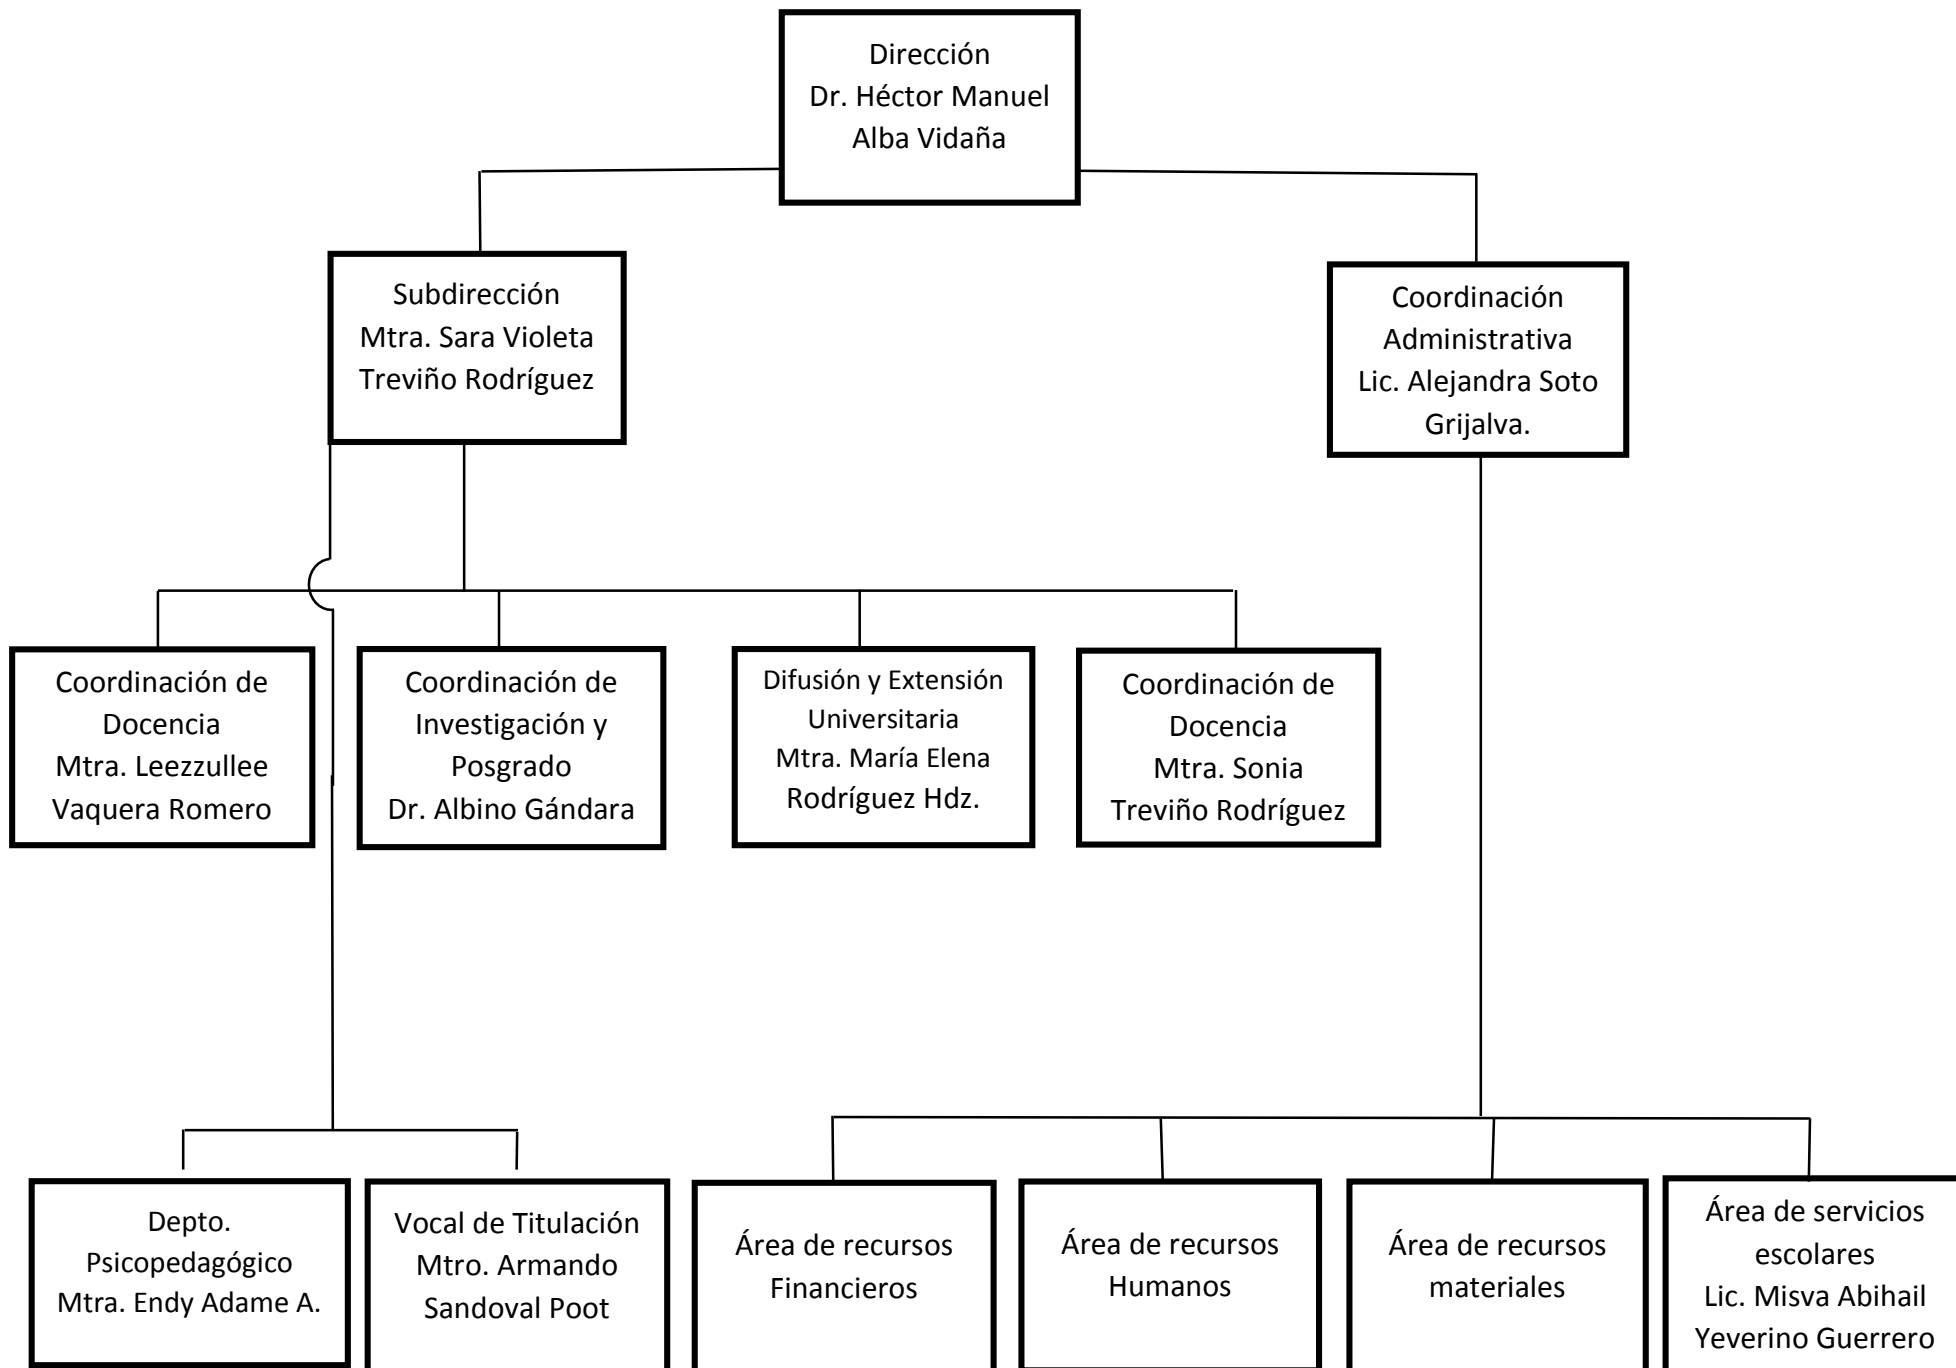 Dirección
Dr. Héctor Manuel
Alba Vidaña
Subdirección
Mtra. Sara Violeta
Treviño Rodríguez
Coordinación
Administrativa
Lic. Alejandra Soto
Grijalva.
Coordinación de
Docencia
Mtra. Leezzullee
Vaquera Romero
Coordinación de
Investigación y
Posgrado
Dr. Albino Gándara
Difusión y Extensión
Universitaria
Mtra. María Elena
Rodríguez Hdz.
Coordinación de
Docencia
Mtra. Sonia
Treviño Rodríguez
Depto.
Psicopedagógico
Mtra. Endy Adame A.
Vocal de Titulación
Mtro. Armando
Sandoval Poot
Área de recursos
Financieros
Área de recursos
Humanos
Área de recursos
materiales
Área de servicios
escolares
Lic. Misva Abihail
Yeverino Guerrero